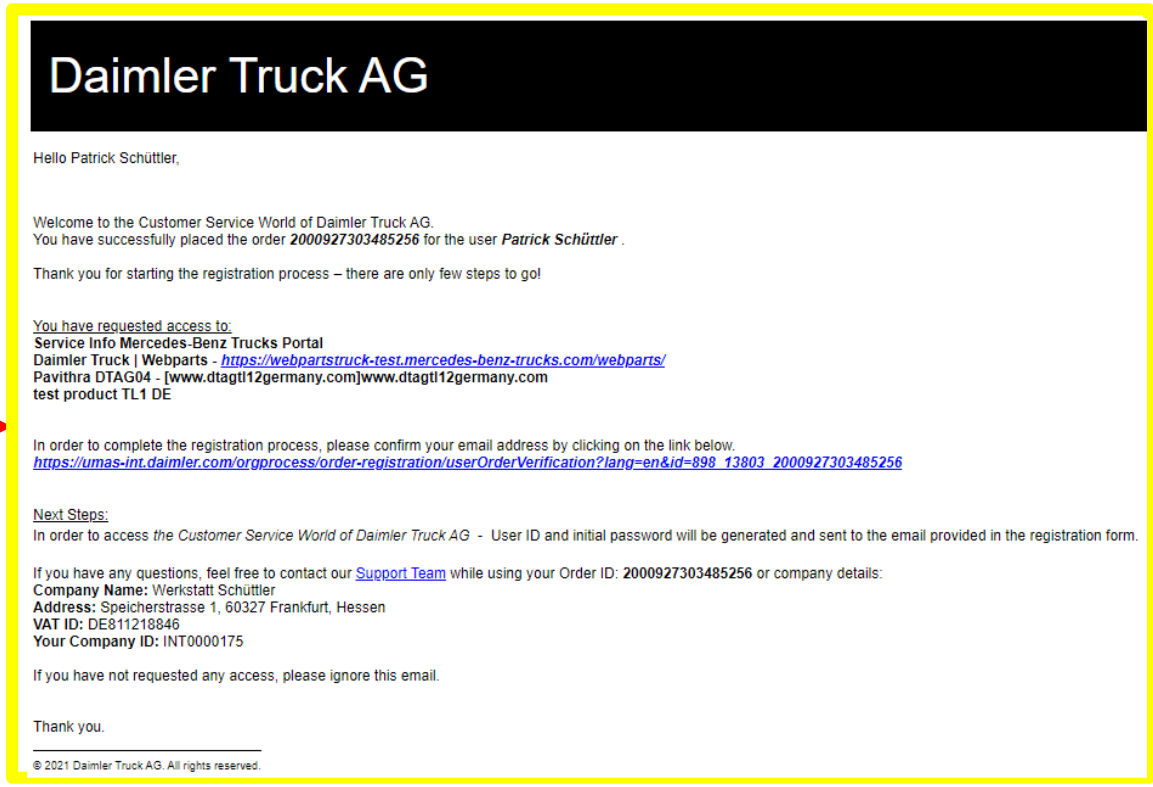 Daimler Truck AG
Hello Patrick Schüttler,
Welcome to the Customer Service World of Daimler Truck AG.
You have successfully placed the order 2000927303485256 for the user Patrick Schüttler .
Thank you for starting the registration process – there are only few steps to go!
You have requested access to:
Service Info Mercedes-Benz Trucks Portal
Daimler Truck | Webparts - https://webpartstruck-test.mercedes-benz-trucks.com/webparts/
Pavithra DTAG04 - [www.dtagtl12germany.com]www.dtagtl12germany.com
test product TL1 DE
In order to complete the registration process, please confirm your email address by clicking on the link below.
https://umas-int.daimler.com/orgprocess/order-registration/userOrderVerification?lang=en&id=898_13803_2000927303485256
Next Steps:
In order to access the Customer Service World of Daimler Truck AG - User ID and initial password will be generated and sent to the email provided in the registration form.
If you have any questions, feel free to contact our Support Team while using your Order ID: 2000927303485256 or company details:
Company Name: Werkstatt Schüttler
Address: Speicherstrasse 1, 60327 Frankfurt, Hessen
VAT ID: DE811218846
Your Company ID: INT0000175
If you have not requested any access, please ignore this email.
Thank you.
© 2021 Daimler Truck AG. All rights reserved.